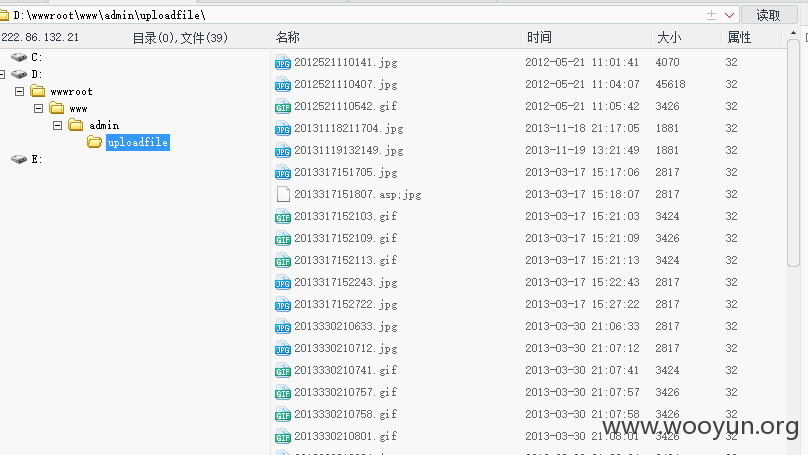 D:\wwwroot\www\admin\uploadfile\ 读取
222.86.132.21 目录(0),文件(39) 名称 时间 大小 属性
C:
D:
wwwroot
www
admin
uploadfile
E:
2012521110141.jpg 2012-05-21 11:01:41 4070 32
2012521110407.jpg 2012-05-21 11:04:07 45618 32
2012521110542.gif 2012-05-21 11:05:42 3426 32
20131118211704.jpg 2013-11-18 21:17:05 1881 32
20131119132149.jpg 2013-11-19 13:21:49 1881 32
2013317151705.jpg 2013-03-17 15:17:06 2817 32
2013317151807.asp;jpg 2013-03-17 15:18:07 2817 32
2013317152103.gif 2013-03-17 15:21:03 3424 32
2013317152109.gif 2013-03-17 15:21:09 3426 32
2013317152113.gif 2013-03-17 15:21:13 3424 32
2013317152243.jpg 2013-03-17 15:22:43 2817 32
2013317152722.jpg 2013-03-17 15:27:22 2817 32
2013330210633.jpg 2013-03-30 21:06:33 2817 32
2013330210712.jpg 2013-03-30 21:07:12 2817 32
2013330210741.gif 2013-03-30 21:07:41 3424 32
2013330210757.gif 2013-03-30 21:07:57 3426 32
2013330210758.gif 2013-03-30 21:07:58 3426 32
2013330210801.gif 2013-03-30 21:08:01 3426 32
www.wooyun.org